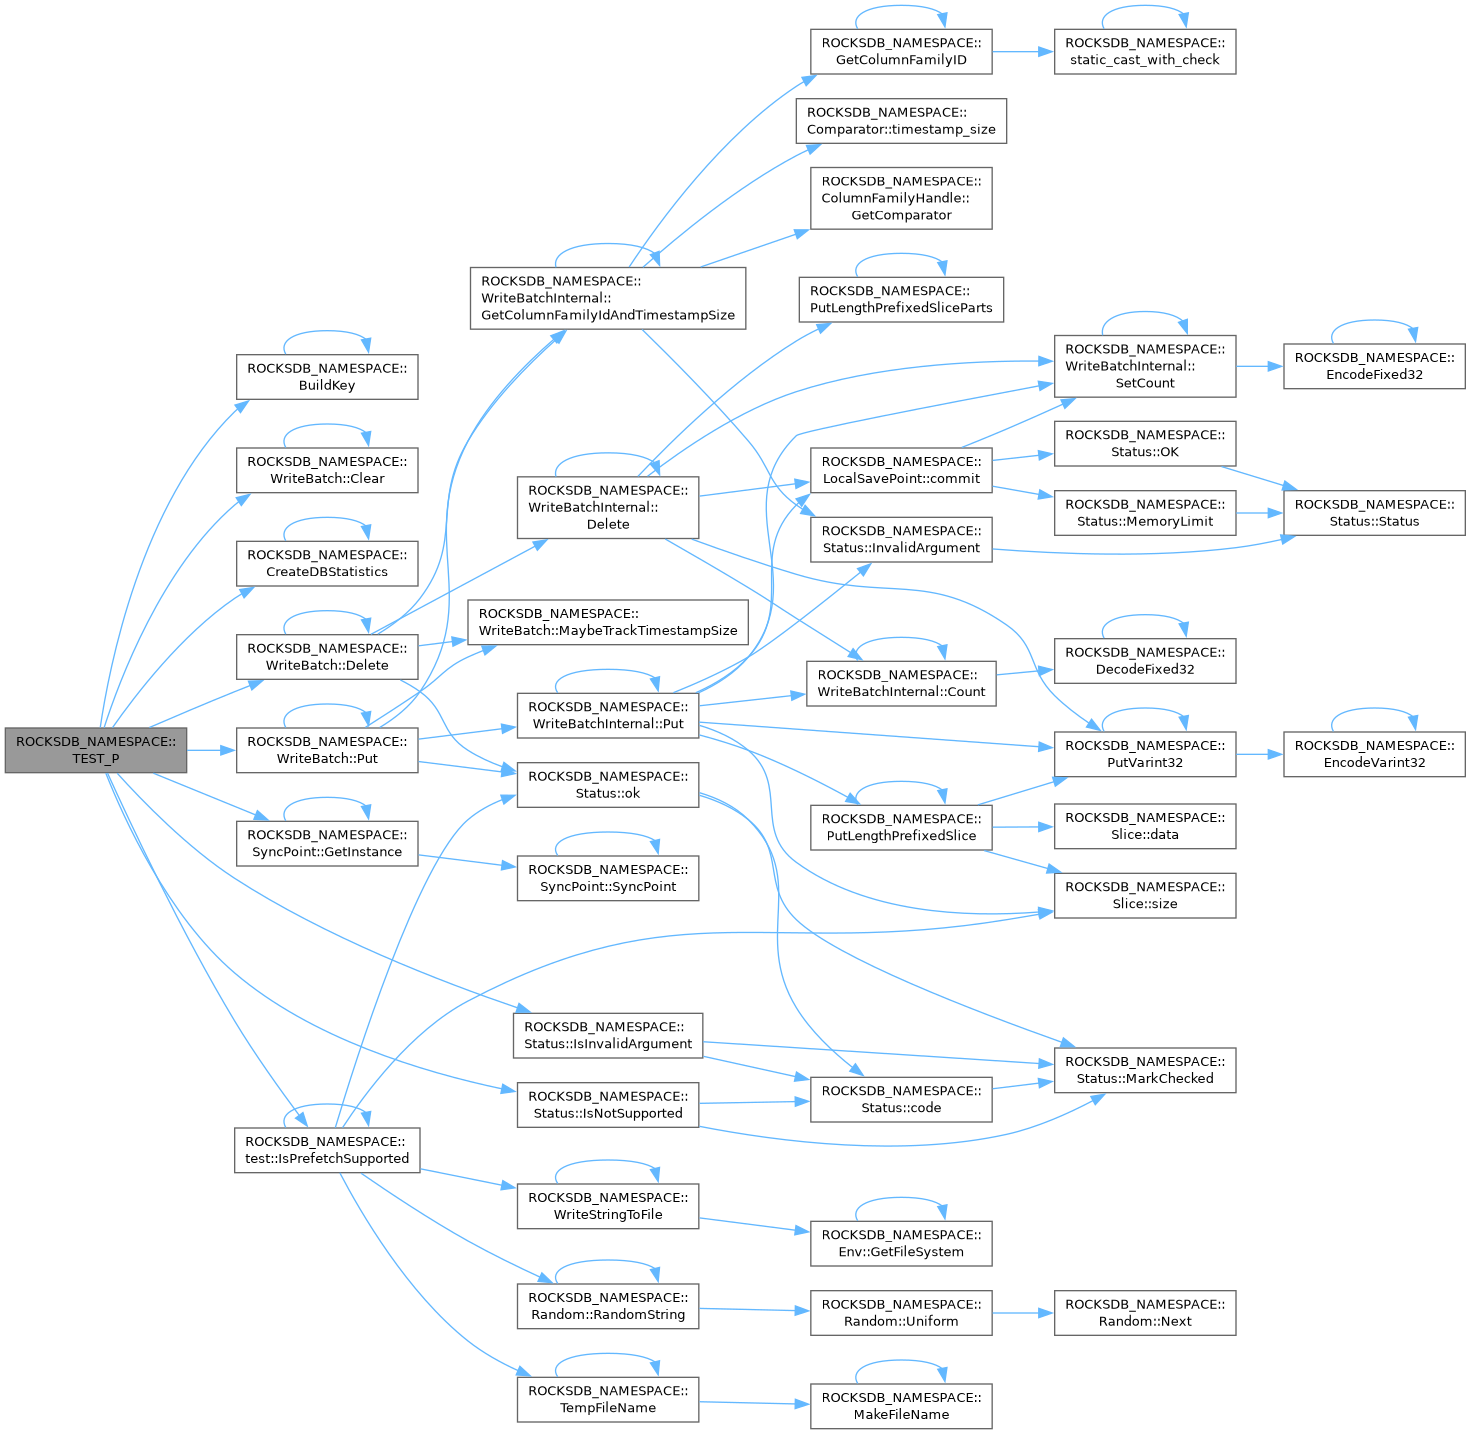 ROCKSDB_NAMESPACE::
TEST_P
ROCKSDB_NAMESPACE::
BuildKey
ROCKSDB_NAMESPACE::
WriteBatch::Clear
ROCKSDB_NAMESPACE::
CreateDBStatistics
ROCKSDB_NAMESPACE::
WriteBatch::Delete
ROCKSDB_NAMESPACE::
WriteBatch::Put
ROCKSDB_NAMESPACE::
SyncPoint::GetInstance
ROCKSDB_NAMESPACE::
test::IsPrefetchSupported
ROCKSDB_NAMESPACE::
WriteBatchInternal::
GetColumnFamilyIdAndTimestampSize
ROCKSDB_NAMESPACE::
WriteBatchInternal::
Delete
ROCKSDB_NAMESPACE::
WriteBatch::MaybeTrackTimestampSize
ROCKSDB_NAMESPACE::
WriteBatchInternal::Put
ROCKSDB_NAMESPACE::
Status::ok
ROCKSDB_NAMESPACE::
SyncPoint::SyncPoint
ROCKSDB_NAMESPACE::
Status::IsInvalidArgument
ROCKSDB_NAMESPACE::
Status::IsNotSupported
ROCKSDB_NAMESPACE::
WriteStringToFile
ROCKSDB_NAMESPACE::
Random::RandomString
ROCKSDB_NAMESPACE::
TempFileName
ROCKSDB_NAMESPACE::
GetColumnFamilyID
ROCKSDB_NAMESPACE::
Comparator::timestamp_size
ROCKSDB_NAMESPACE::
ColumnFamilyHandle::
GetComparator
ROCKSDB_NAMESPACE::
PutLengthPrefixedSliceParts
ROCKSDB_NAMESPACE::
LocalSavePoint::commit
ROCKSDB_NAMESPACE::
Status::InvalidArgument
ROCKSDB_NAMESPACE::
WriteBatchInternal::Count
ROCKSDB_NAMESPACE::
PutLengthPrefixedSlice
ROCKSDB_NAMESPACE::
Status::code
ROCKSDB_NAMESPACE::
Env::GetFileSystem
ROCKSDB_NAMESPACE::
Random::Uniform
ROCKSDB_NAMESPACE::
MakeFileName
ROCKSDB_NAMESPACE::
static_cast_with_check
ROCKSDB_NAMESPACE::
WriteBatchInternal::
SetCount
ROCKSDB_NAMESPACE::
Status::OK
ROCKSDB_NAMESPACE::
Status::MemoryLimit
ROCKSDB_NAMESPACE::
DecodeFixed32
ROCKSDB_NAMESPACE::
PutVarint32
ROCKSDB_NAMESPACE::
Slice::data
ROCKSDB_NAMESPACE::
Slice::size
ROCKSDB_NAMESPACE::
Status::MarkChecked
ROCKSDB_NAMESPACE::
Random::Next
ROCKSDB_NAMESPACE::
EncodeFixed32
ROCKSDB_NAMESPACE::
Status::Status
ROCKSDB_NAMESPACE::
EncodeVarint32